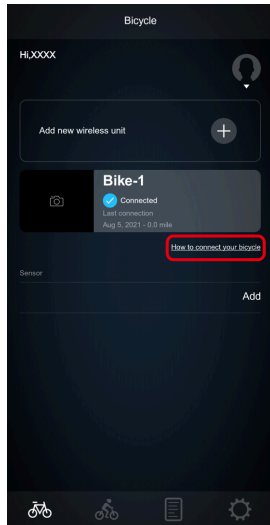 Bicycle
Hi,XXXX
Add new wireless unit
Bike-1
Connected
Last connection
Aug 5, 2021 - 0.0 mile
How to connect your bicycle
Sensor
Add